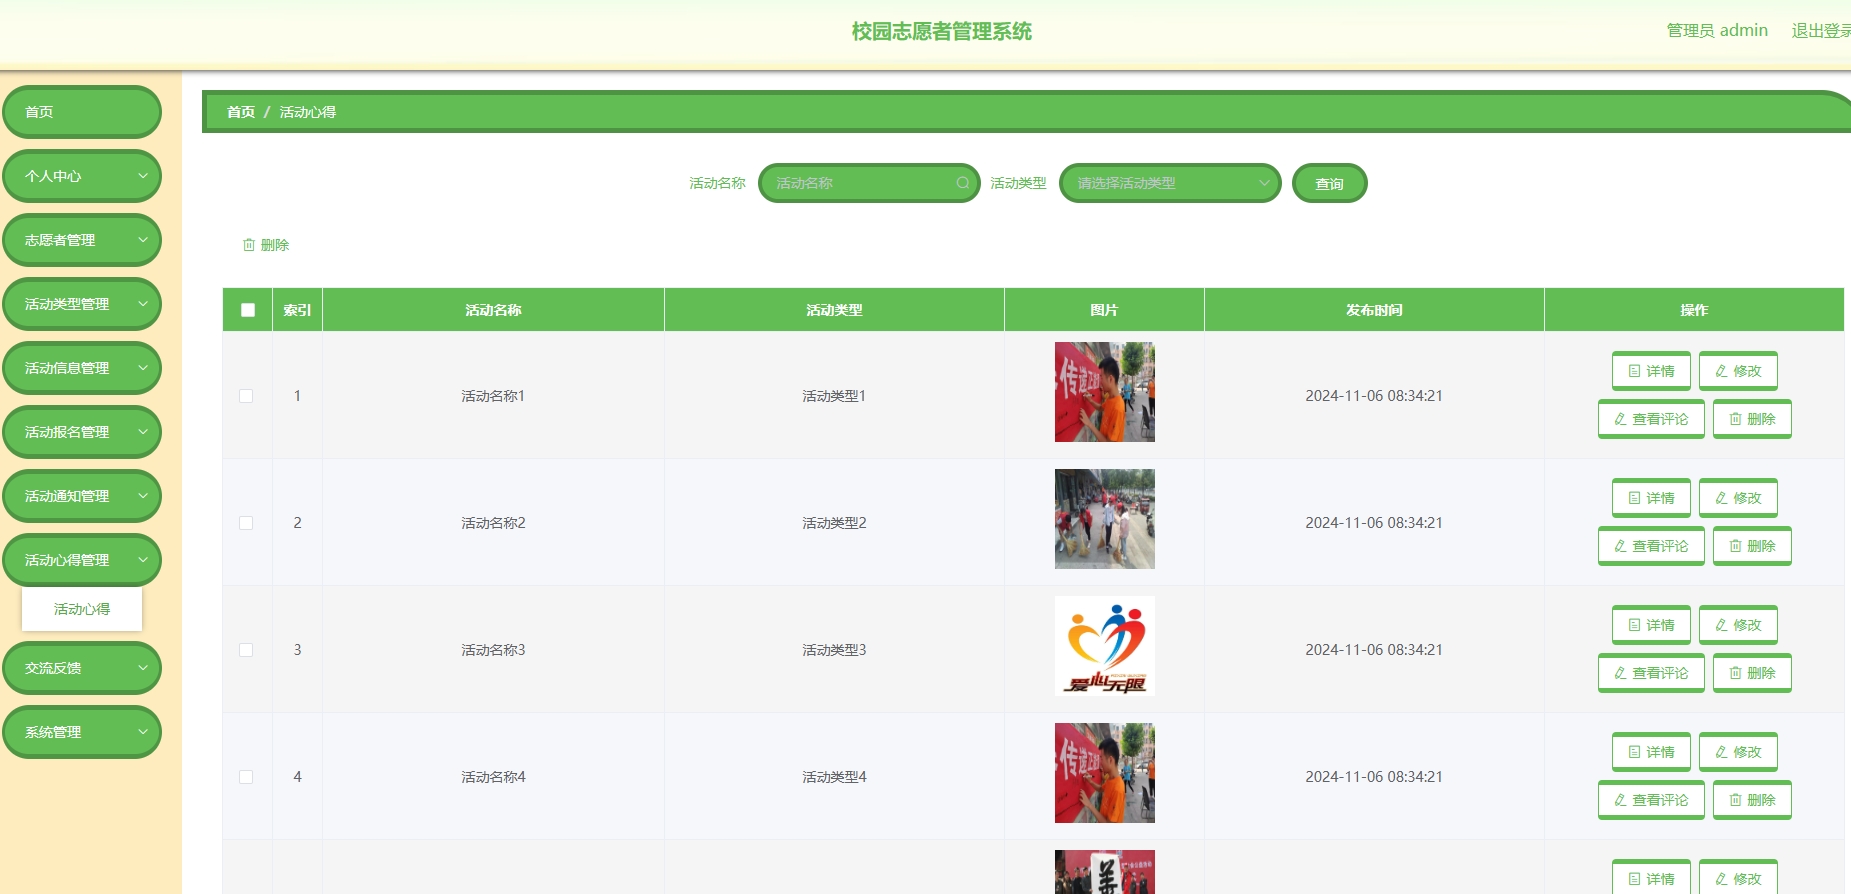 校园志愿者管理系统
管理员 admin 退出登录
首页
个人中心
志愿者管理
活动类型管理
活动信息管理
活动报名管理
活动通知管理
活动心得管理
活动心得
交流反馈
系统管理
首页 / 活动心得
活动名称 活动名称 活动类型 请选择活动类型 查询
删除
索引 活动名称 活动类型 图片 发布时间 操作
1 活动名称1 活动类型1 2024-11-06 08:34:21
传递正
详情 修改
查看评论 删除
2 活动名称2 活动类型2 2024-11-06 08:34:21
详情 修改
查看评论 删除
3 活动名称3 活动类型3 2024-11-06 08:34:21
爱心无限
详情 修改
查看评论 删除
4 活动名称4 活动类型4 2024-11-06 08:34:21
传递正
详情 修改
查看评论 删除
善
详情 修改